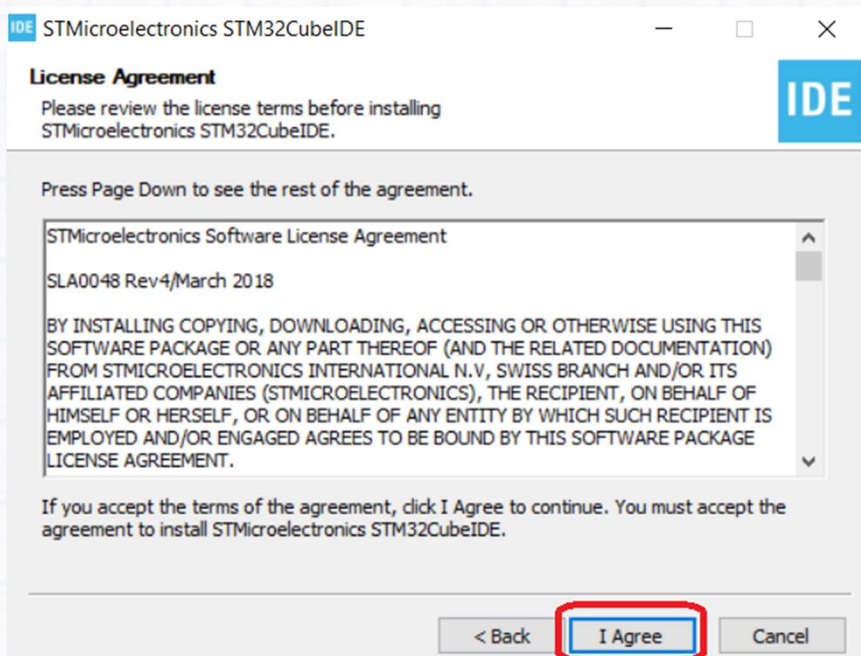 IDE STMicroelectronics STM32CubeIDE
License Agreement
Please review the license terms before installing
STMicroelectronics STM32CubeIDE.
IDE
Press Page Down to see the rest of the agreement.
STMicroelectronics Software License Agreement
SLA0048 Rev4/March 2018
BY INSTALLING COPYING, DOWNLOADING, ACCESSING OR OTHERWISE USING THIS
SOFTWARE PACKAGE OR ANY PART THEREOF (AND THE RELATED DOCUMENTATION)
FROM STMICROELECTRONICS INTERNATIONAL N.V, SWISS BRANCH AND/OR ITS
AFFILIATED COMPANIES (STMICROELECTRONICS), THE RECIPIENT, ON BEHALF OF
HIMSELF OR HERSELF, OR ON BEHALF OF ANY ENTITY BY WHICH SUCH RECIPIENT IS
EMPLOYED AND/OR ENGAGED AGREES TO BE BOUND BY THIS SOFTWARE PACKAGE
LICENSE AGREEMENT.
If you accept the terms of the agreement, click I Agree to continue. You must accept the
agreement to install STMicroelectronics STM32CubeIDE.
< Back I Agree Cancel